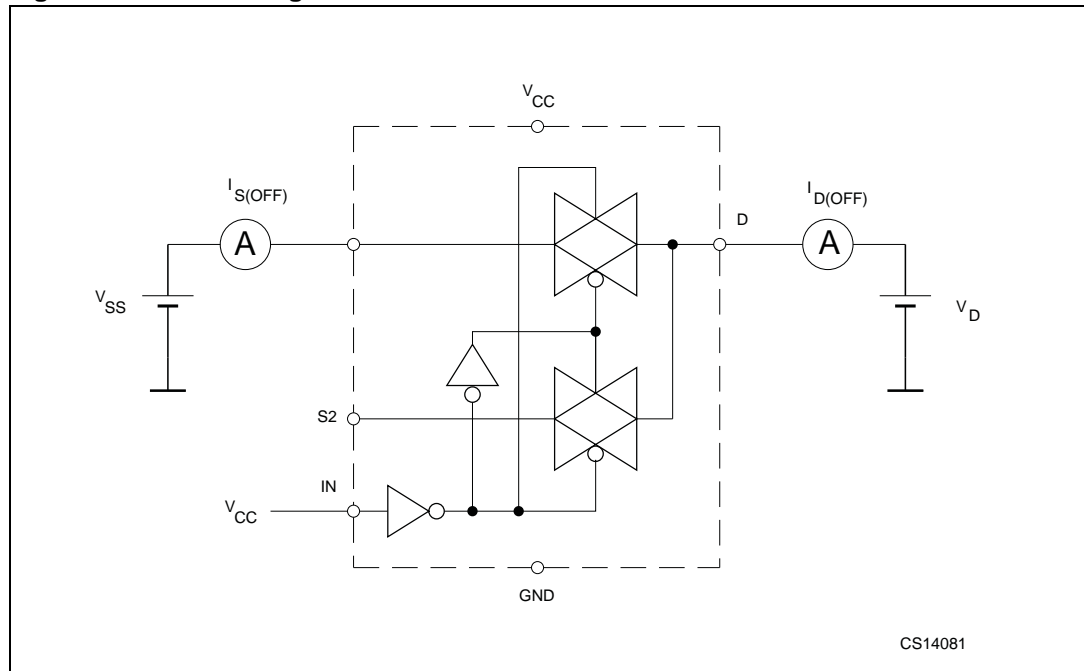 V CC
I S(OFF)
I D(OFF)
D
A
A
V SS
V D
S2
IN
V CC
GND
CS14081